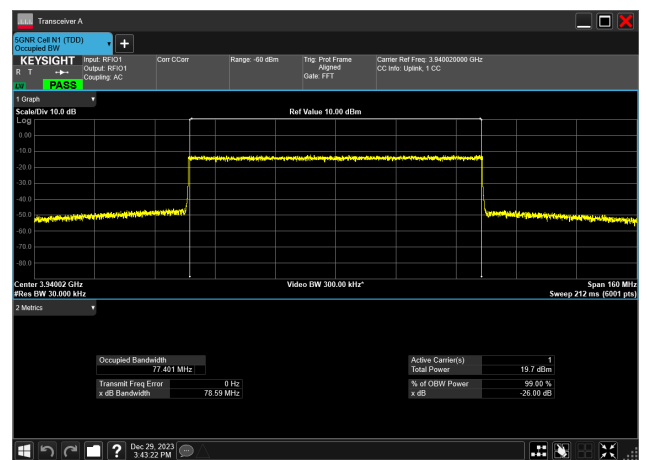 Transceiver A
5GNR Cell N1 (TDD)
Occupied BW
KEYSIGHT
R T
LV
PASS
Input: RFIO1
Output: RFIO1
Coupling: AC
Corr CCorr
Range: -60 dBm
Trig: Prot Frame
Aligned
Gate: FFT
Carrier Ref Freq: 3.940020000 GHz
CC Info: Uplink, 1 CC
1 Graph
Scale/Div 10.0 dB
Ref Value 10.00 dBm
Log
0.00
-10.0
-20.0
-30.0
-40.0
-50.0
-60.0
-70.0
-80.0
Center 3.94002 GHz
Video BW 300.00 kHz*
Span 160 MHz
#Res BW 30.000 kHz
Sweep 212 ms (6001 pts)
2 Metrics
Occupied Bandwidth
77.401 MHz
Transmit Freq Error 0 Hz
x dB Bandwidth 78.59 MHz
Active Carrier(s) 1
Total Power 19.7 dBm
% of OBW Power 99.00 %
x dB -26.00 dB
Dec 29, 2023
3:43:22 PM